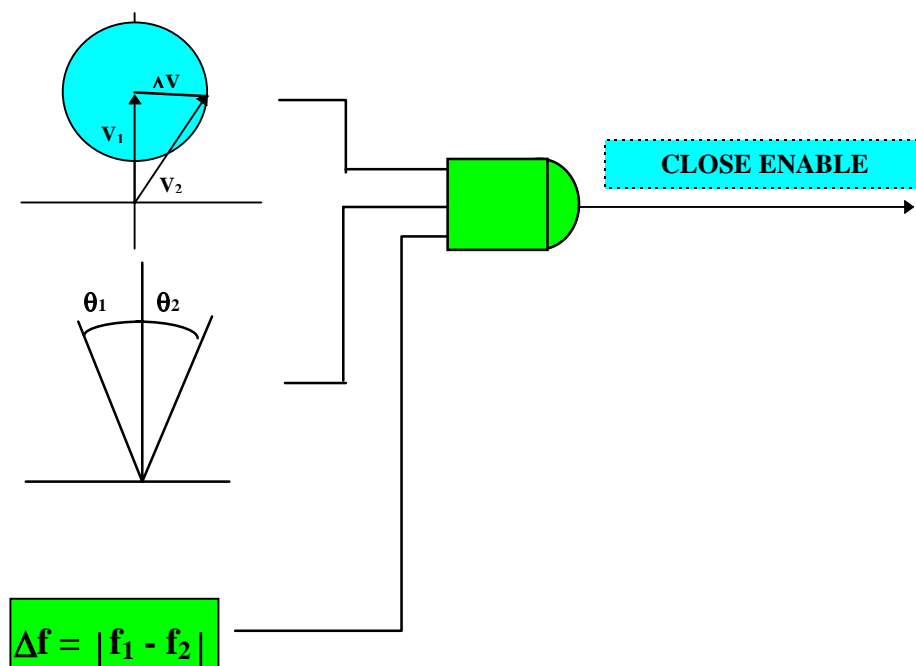 ΔV
V1
V2
CLOSE ENABLE
θ1 θ2
Δf = |f1 - f2|